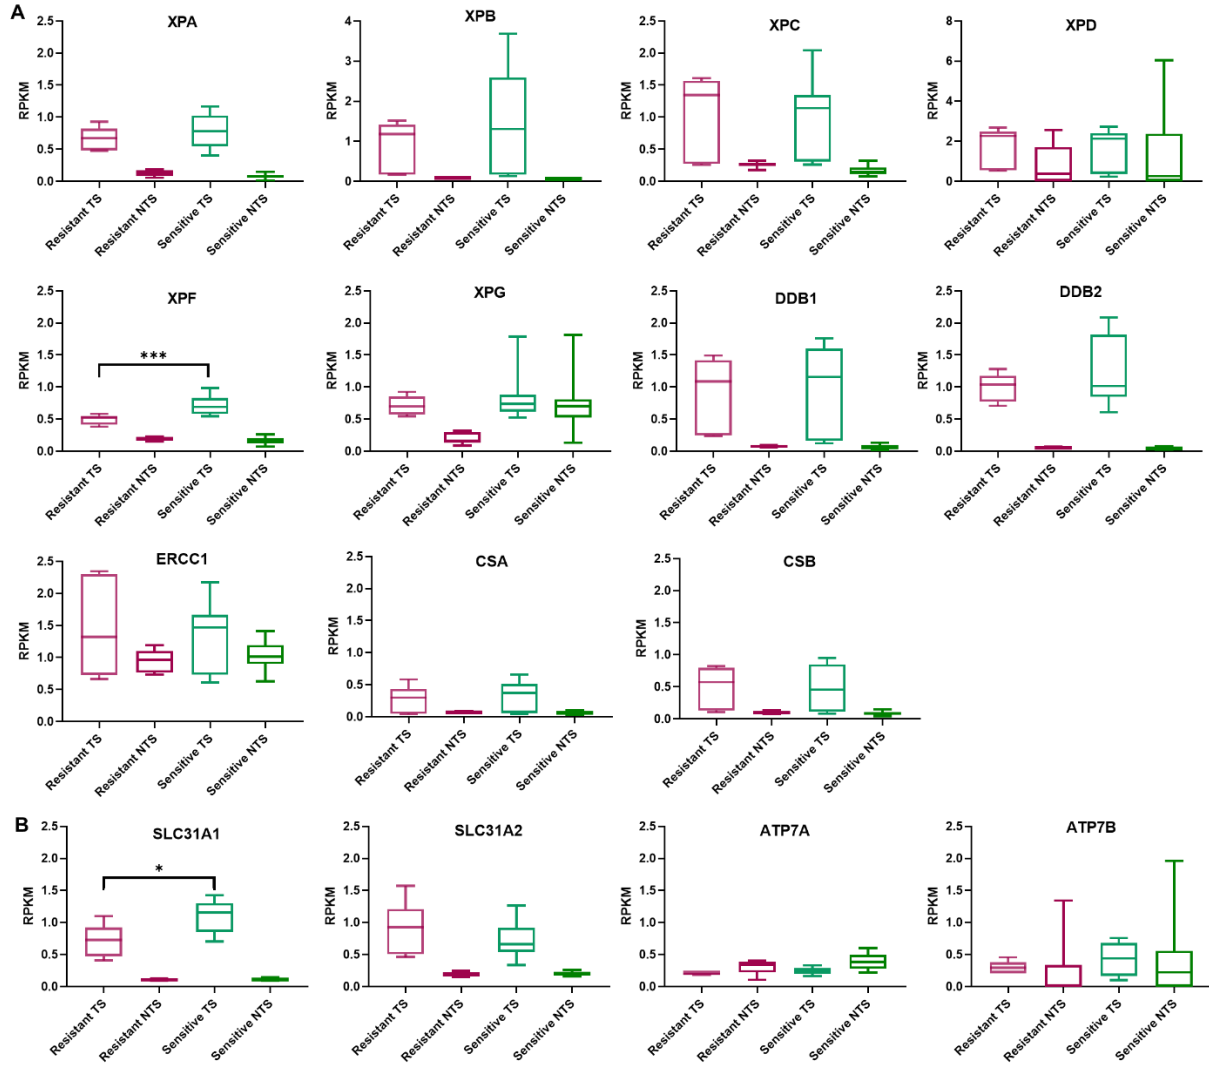 A
XPA
RPKM
2.5
2.0
1.5
1.0
0.5
0.0
Resistant TS
Resistant NTS
Sensitive TS
Sensitive NTS
XPB
RPKM
4
3
2
1
0
Resistant TS
Resistant NTS
Sensitive TS
Sensitive NTS
XPC
RPKM
2.5
2.0
1.5
1.0
0.5
0.0
Resistant TS
Resistant NTS
Sensitive TS
Sensitive NTS
XPD
RPKM
8
6
4
2
0
Resistant TS
Resistant NTS
Sensitive TS
Sensitive NTS
XPF
RPKM
2.5
2.0
1.5
1.0
0.5
0.0
***
Resistant TS
Resistant NTS
Sensitive TS
Sensitive NTS
XPG
RPKM
2.5
2.0
1.5
1.0
0.5
0.0
Resistant TS
Resistant NTS
Sensitive TS
Sensitive NTS
DDB1
RPKM
2.5
2.0
1.5
1.0
0.5
0.0
Resistant TS
Resistant NTS
Sensitive TS
Sensitive NTS
DDB2
RPKM
2.5
2.0
1.5
1.0
0.5
0.0
Resistant TS
Resistant NTS
Sensitive TS
Sensitive NTS
ERCC1
RPKM
2.5
2.0
1.5
1.0
0.5
0.0
Resistant TS
Resistant NTS
Sensitive TS
Sensitive NTS
CSA
RPKM
2.5
2.0
1.5
1.0
0.5
0.0
Resistant TS
Resistant NTS
Sensitive TS
Sensitive NTS
CSB
RPKM
2.5
2.0
1.5
1.0
0.5
0.0
Resistant TS
Resistant NTS
Sensitive TS
Sensitive NTS
B
SLC31A1
RPKM
2.5
2.0
1.5
1.0
0.5
0.0
*
Resistant TS
Resistant NTS
Sensitive TS
Sensitive NTS
SLC31A2
RPKM
2.5
2.0
1.5
1.0
0.5
0.0
Resistant TS
Resistant NTS
Sensitive TS
Sensitive NTS
ATP7A
RPKM
2.5
2.0
1.5
1.0
0.5
0.0
Resistant TS
Resistant NTS
Sensitive TS
Sensitive NTS
ATP7B
RPKM
2.5
2.0
1.5
1.0
0.5
0.0
Resistant TS
Resistant NTS
Sensitive TS
Sensitive NTS